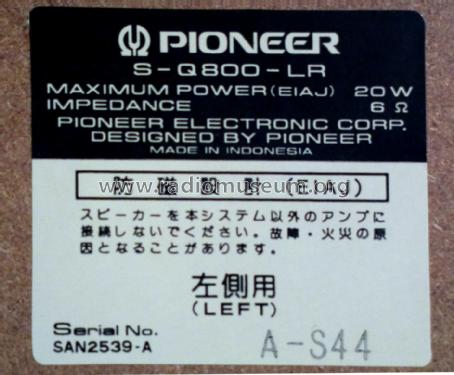 PIONEER
S-Q800-LR
MAXIMUM POWER (EIAJ) 20W
IMPEDANCE 6Ω
PIONEER ELECTRONIC CORP.
DESIGNED BY PIONEER
MADE IN INDONESIA
防磁設計 (EIAJ)
www.radiomuseum.org
スピーカーを本システム以外のアンプに
接続しないでください。故障・火災の原
因となることがあります。
左側用
(LEFT)
Serial No.
SAN2539-A A-S44